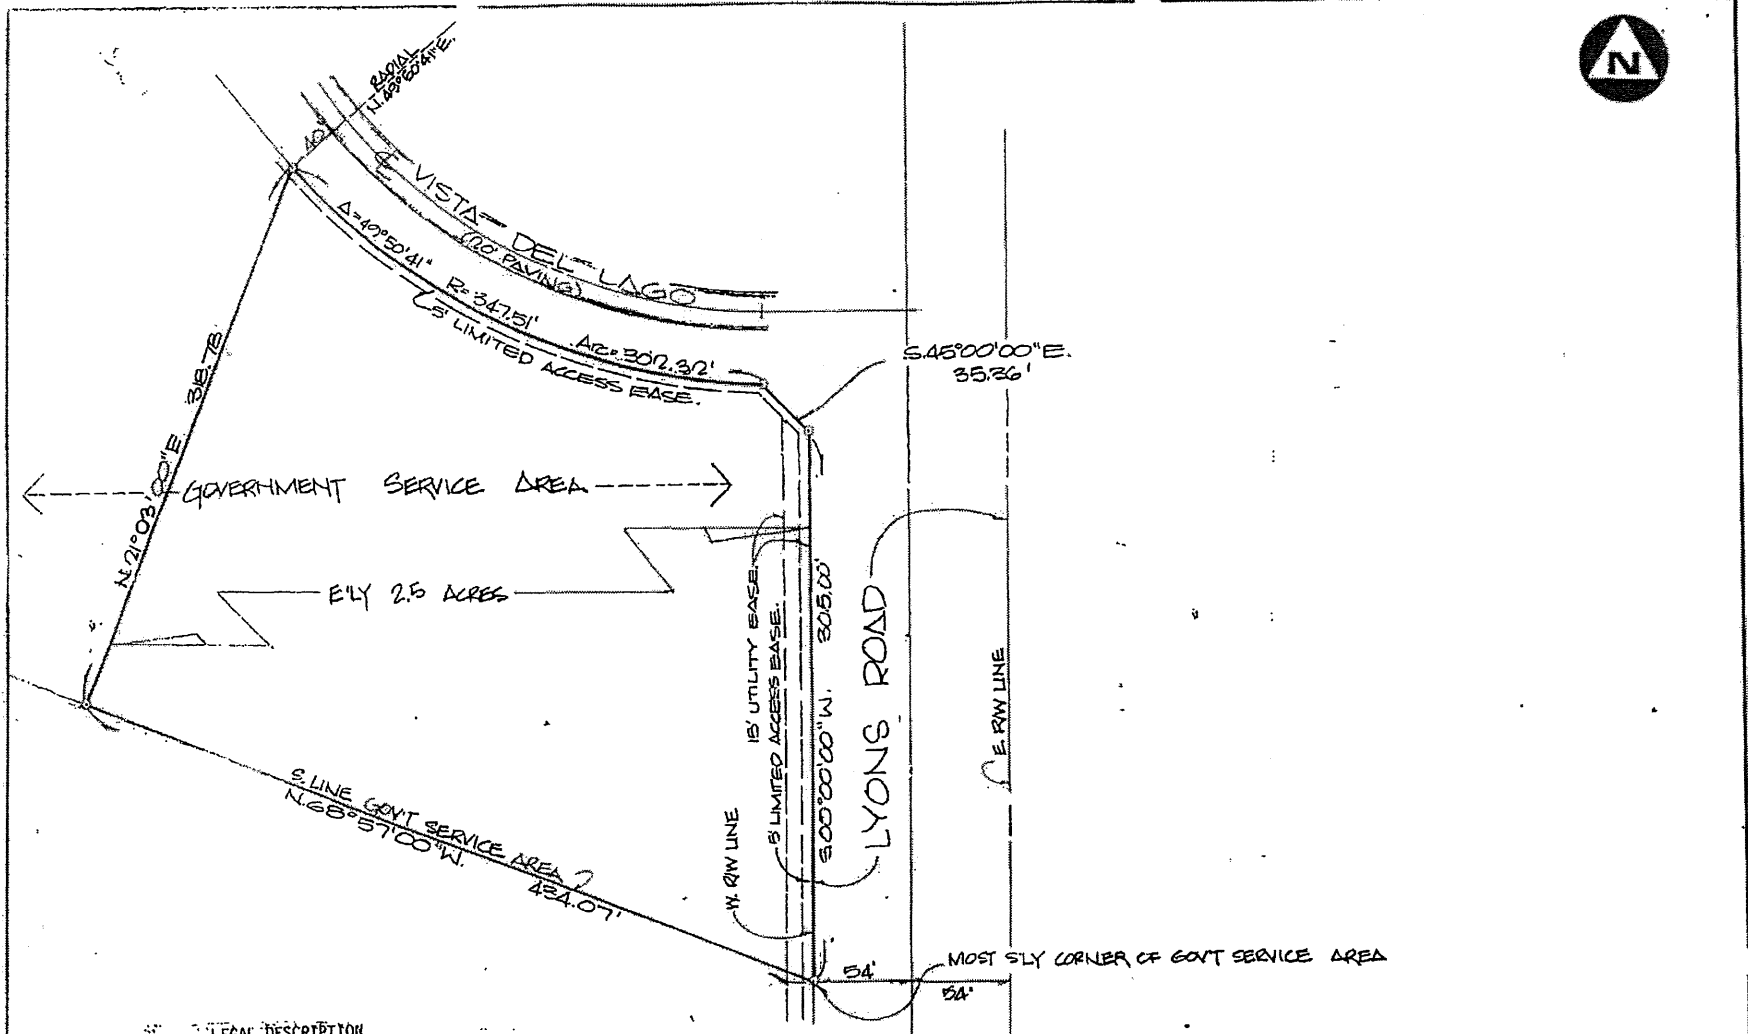 N
RADIAL
N.49°50'41"E.
40'
℄ VISTA DEL LAGO
(20' PAVING)
Δ=49°50'41" R=347.51' Arc=302.32'
5' LIMITED ACCESS EASE.
S.45°00'00"E.
35.36'
N.21°03'00"E 318.78
GOVERNMENT SERVICE AREA
E'LY 2.5 ACRES
15' UTILITY EASE.
5' LIMITED ACCESS EASE.
S.00°00'00"W. 305.00'
LYONS ROAD
E. R/W LINE
W. R/W LINE
S. LINE GOV'T SERVICE AREA
N.68°57'00"W.
434.07'
54'
54'
MOST S'LY CORNER OF GOV'T SERVICE AREA
LEGAL DESCRIPTION